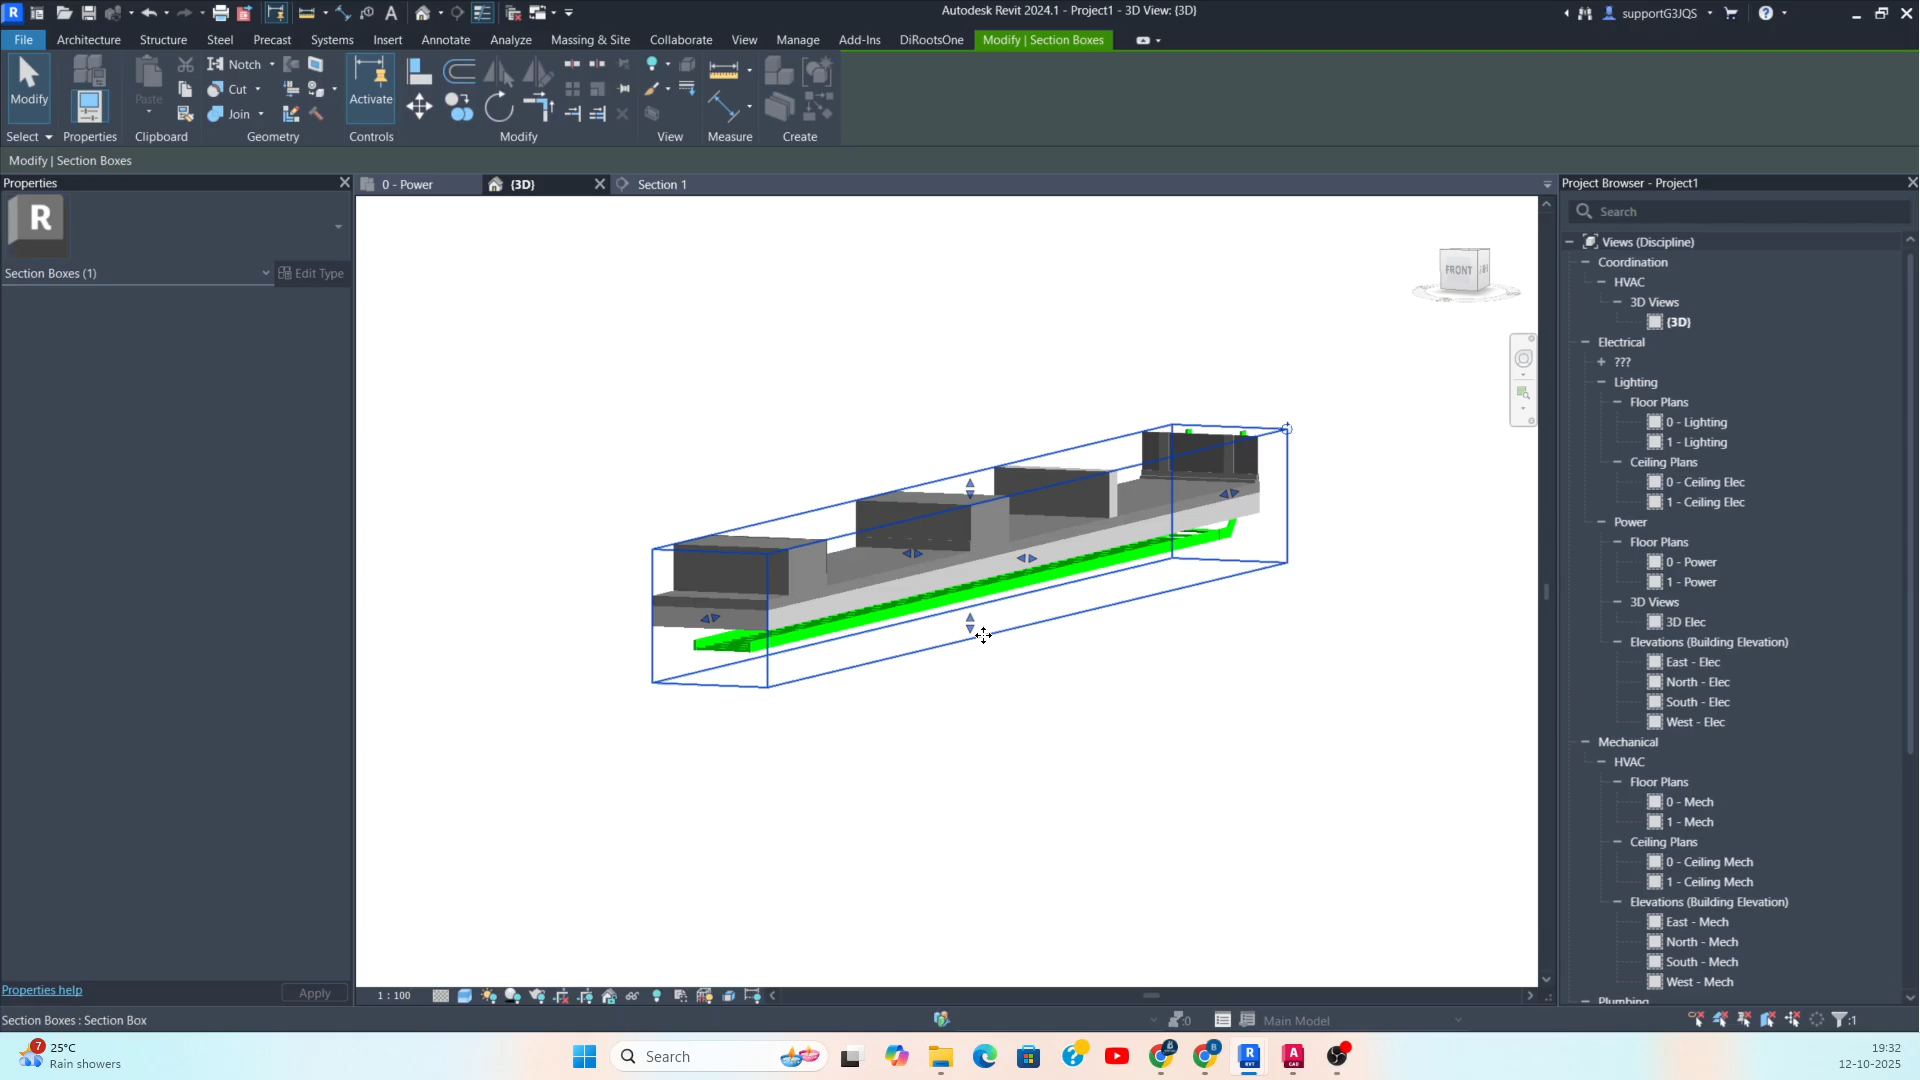 Autodesk Revit 2024.1 - Project1 - 3D View: {3D}
supportG3JQS
File Architecture Structure Steel Precast Systems Insert Annotate Analyze Massing & Site Collaborate View Manage Add-Ins DiRootsOne Modify | Section Boxes
Modify
Paste
Notch
Cut
Join
Activate
Select Properties Clipboard Geometry Controls Modify View Measure Create
Modify | Section Boxes
Properties
0 - Power
{3D}
Section 1
Project Browser - Project1
R
Section Boxes (1)
Edit Type
FRONT
Search
Views (Discipline)
Coordination
HVAC
3D Views
{3D}
Electrical
???
Lighting
Floor Plans
0 - Lighting
1 - Lighting
Ceiling Plans
0 - Ceiling Elec
1 - Ceiling Elec
Power
Floor Plans
0 - Power
1 - Power
3D Views
3D Elec
Elevations (Building Elevation)
East - Elec
North - Elec
South - Elec
West - Elec
Mechanical
HVAC
Floor Plans
0 - Mech
1 - Mech
Ceiling Plans
0 - Ceiling Mech
1 - Ceiling Mech
Elevations (Building Elevation)
East - Mech
North - Mech
South - Mech
West - Mech
Plumbing
Properties help
Apply
1 : 100
Section Boxes : Section Box
:0
Main Model
:1
7
25°C
Rain showers
Search
19:32
12-10-2025